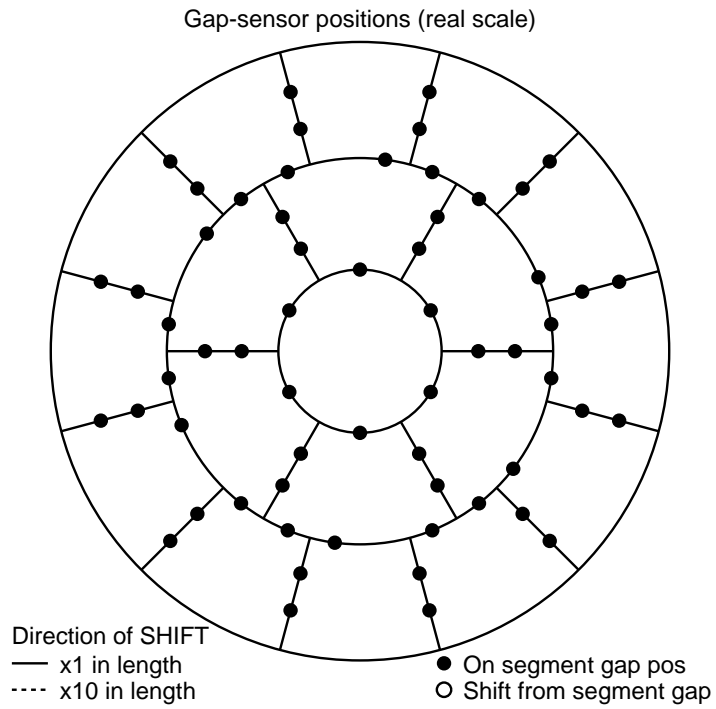 Gap-sensor positions (real scale)
Direction of SHIFT
x1 in length
x10 in length
On segment gap pos
Shift from segment gap